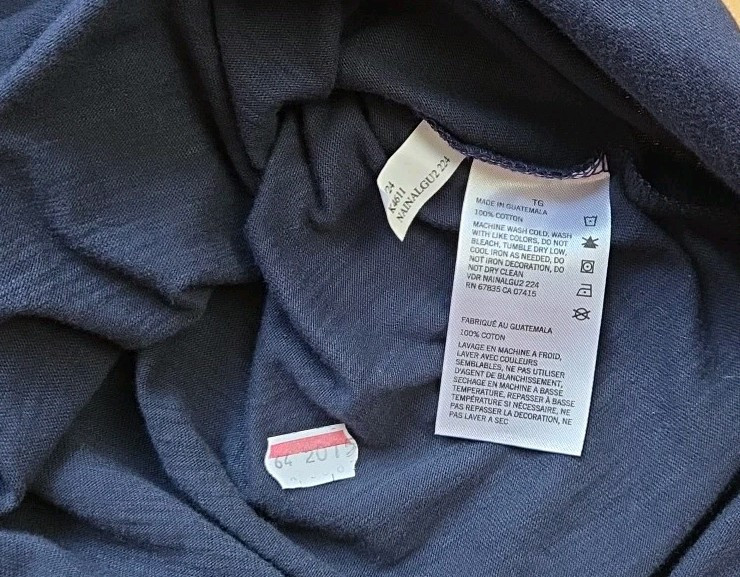 24
K4611
NAINALGU2 224
TG
MADE IN GUATEMALA
100% COTTON
MACHINE WASH COLD, WASH
WITH LIKE COLORS, DO NOT
BLEACH, TUMBLE DRY LOW,
COOL IRON AS NEEDED, DO
NOT IRON DECORATION, DO
NOT DRY CLEAN
VDR NAINALGU2 224
RN 67835 CA 07415
FABRIQUÉ AU GUATEMALA
100% COTON
LAVAGE EN MACHINE A FROID,
LAVER AVEC COULEURS
SEMBLABLES, NE PAS UTILISER
D'AGENT DE BLANCHISSEMENT,
SECHAGE EN MACHINE A BASSE
TEMPERATURE, REPASSER À BASSE
TEMPÉRATURE SI NÉCESSAIRE, NE
PAS REPASSER LA DECORATION, NE
PAS LAVER A SEC
64 2015